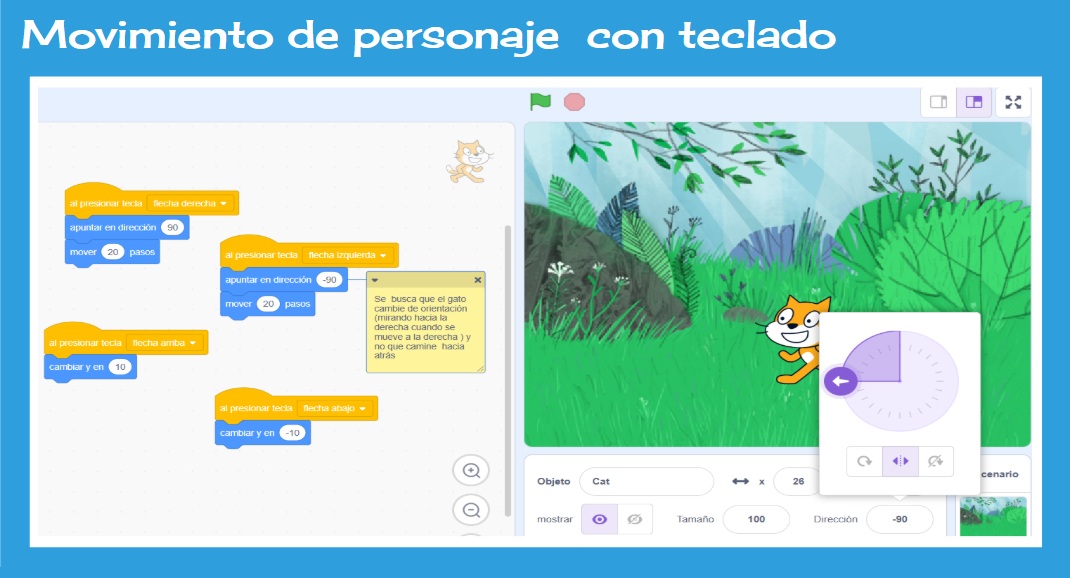 Movimiento de personaje con teclado
al presionar tecla flecha derecha
apuntar en dirección 90
mover 20 pasos
al presionar tecla flecha izquierda
apuntar en dirección -90
mover 20 pasos
Se busca que el gato
cambie de orientación
(mirando hacia la
derecha cuando se
mueve a la derecha ) y
no que camine hacia
atrás
al presionar tecla flecha arriba
cambiar y en 10
al presionar tecla flecha abajo
cambiar y en -10
Objeto Cat x 26
cenario
mostrar Tamaño 100 Dirección -90